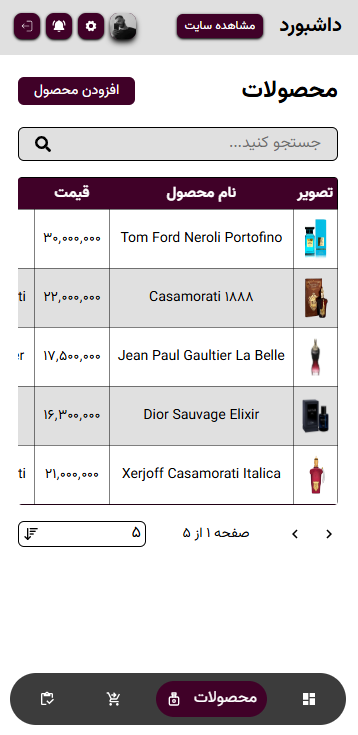 داشبورد مشاهده سایت
محصولات افزودن محصول
جستجو کنید...
تصویر نام محصول قیمت
Tom Ford Neroli Portofino ۳۰,۰۰۰,۰۰۰
Casamorati ۱۸۸۸ ۲۲,۰۰۰,۰۰۰ ti
Jean Paul Gaultier La Belle ۱۷,۵۰۰,۰۰۰ er
Dior Sauvage Elixir ۱۶,۳۰۰,۰۰۰
Xerjoff Casamorati Italica ۲۱,۰۰۰,۰۰۰ ti
صفحه ۱ از ۵ ۵
محصولات